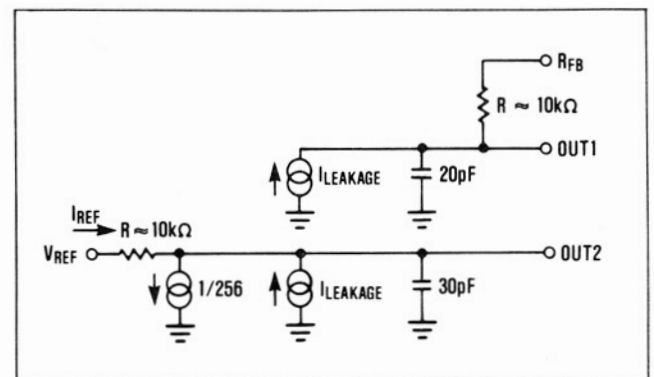 RFB
R ≈ 10kΩ
OUT1
ILEAKAGE
20pF
IREF
R ≈ 10kΩ
VREF
OUT2
1/256
ILEAKAGE
30pF